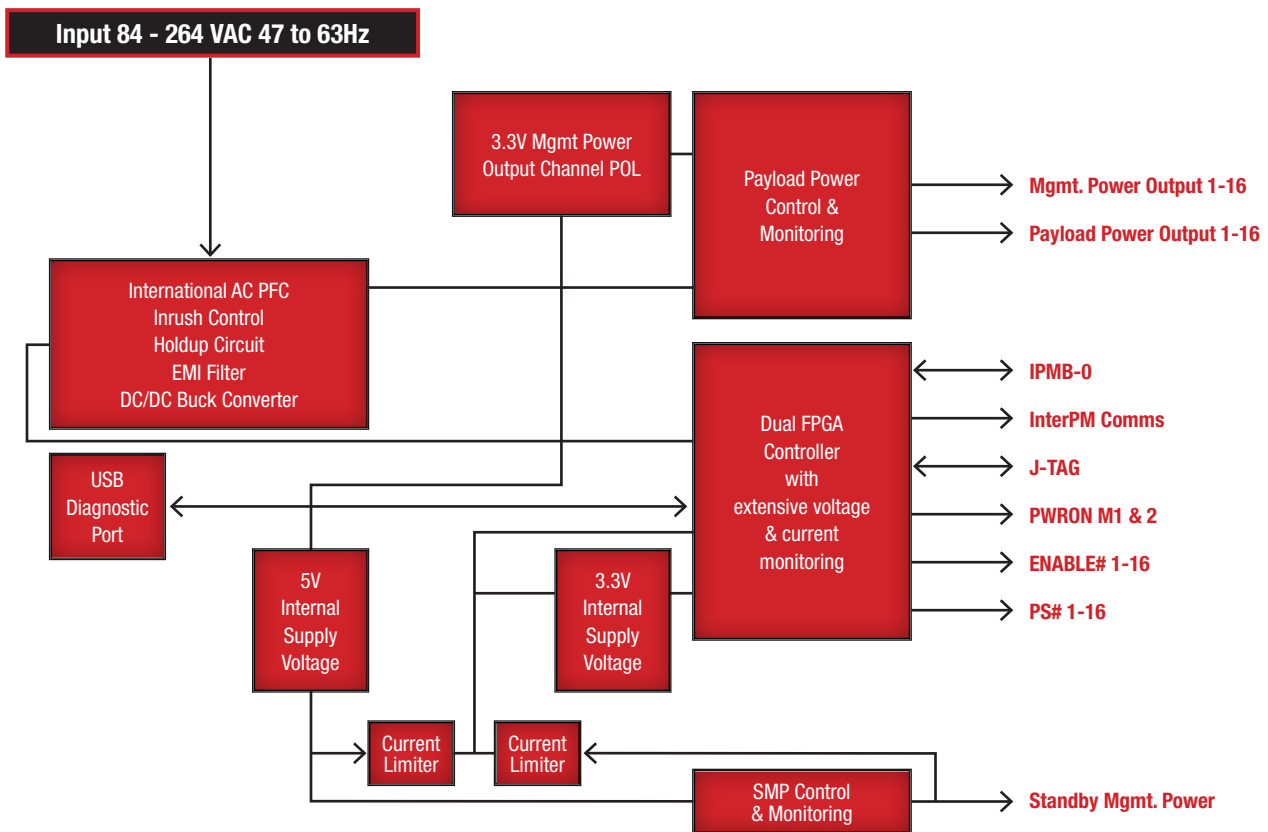 Input 84 - 264 VAC 47 to 63Hz
3.3V Mgmt Power
Output Channel POL
Payload Power
Control &
Monitoring
Mgmt. Power Output 1-16
Payload Power Output 1-16
International AC PFC
Inrush Control
Holdup Circuit
EMI Filter
DC/DC Buck Converter
Dual FPGA
Controller
with
extensive voltage
& current
monitoring
IPMB-0
InterPM Comms
J-TAG
PWRON M1 & 2
ENABLE# 1-16
PS# 1-16
USB
Diagnostic
Port
5V
Internal
Supply
Voltage
3.3V
Internal
Supply
Voltage
Current
Limiter
Current
Limiter
SMP Control
& Monitoring
Standby Mgmt. Power